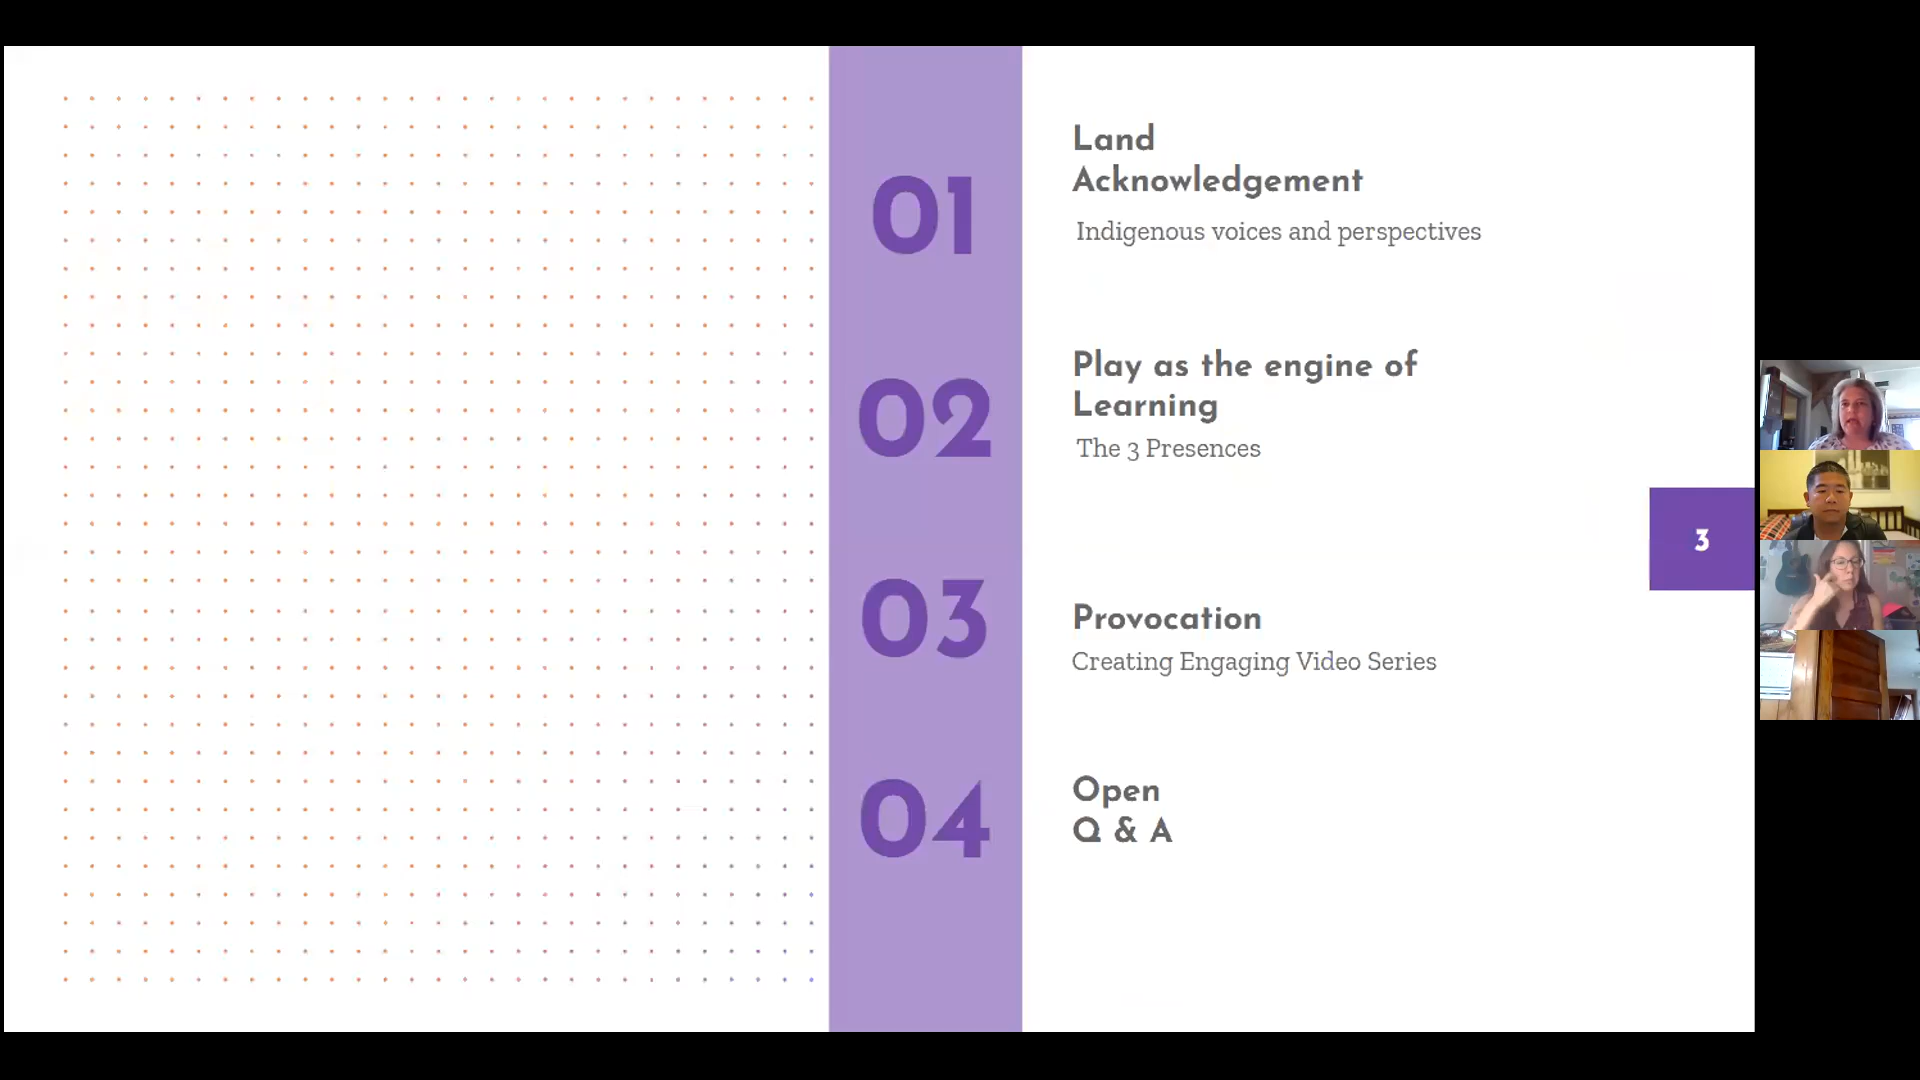 01
Land
Acknowledgement
Indigenous voices and perspectives
02
Play as the engine of
Learning
The 3 Presences
3
03
Provocation
Creating Engaging Video Series
04
Open
Q & A